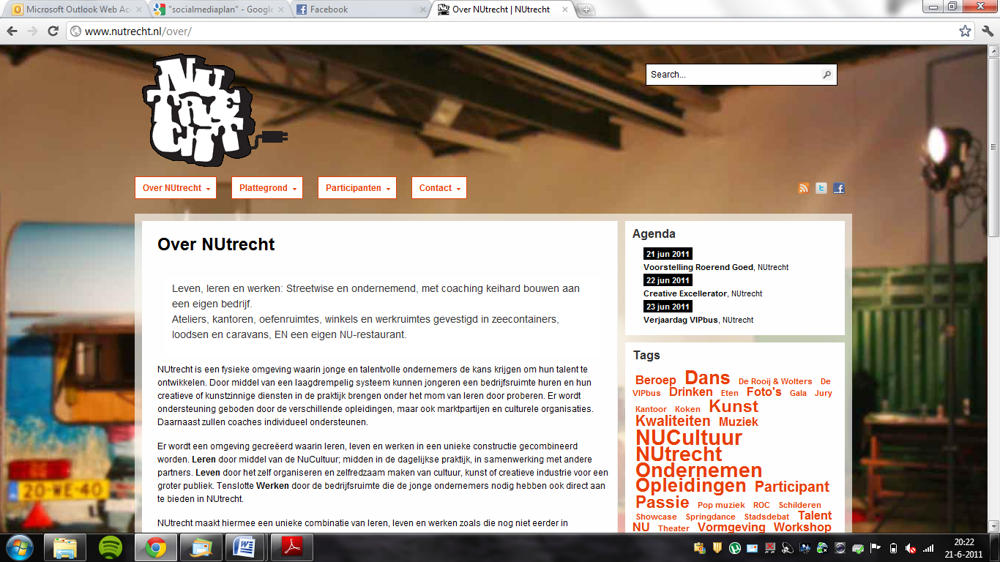 Microsoft Outlook Web Ac
"socialmediaplan" - Google
Facebook
Over NUtrecht | NUtrecht
www.nutrecht.nl/over/
NUTRECHT
Search...
Over NUtrecht
Plattegrond
Participanten
Contact
Over NUtrecht
Leven, leren en werken: Streetwise en ondernemend, met coaching keihard bouwen aan
een eigen bedrijf.
Ateliers, kantoren, oefenruimtes, winkels en werkruimtes gevestigd in zeecontainers,
loodsen en caravans, EN een eigen NU-restaurant.
NUtrecht is een fysieke omgeving waarin jonge en talentvolle ondernemers de kans krijgen om hun talent te
ontwikkelen. Door middel van een laagdrempelig systeem kunnen jongeren een bedrijfsruimte huren en hun
creatieve of kunstzinnige diensten in de praktijk brengen onder het mom van leren door proberen. Er wordt
ondersteuning geboden door de verschillende opleidingen, maar ook marktpartijen en culturele organisaties.
Daarnaast zullen coaches individueel ondersteunen.
Er wordt een omgeving gecreëerd waarin leren, leven en werken in een unieke constructie gecombineerd
worden. Leren door middel van de NuCultuur; midden in de dagelijkse praktijk, in samenwerking met andere
partners. Leven door het zelf organiseren en zelfredzaam maken van cultuur, kunst of creatieve industrie voor een
groter publiek. Tenslotte Werken door de bedrijfsruimte die de jonge ondernemers nodig hebben ook direct aan
te bieden in NUtrecht.
NUtrecht maakt hiermee een unieke combinatie van leren, leven en werken zoals die nog niet eerder in
Agenda
21 jun 2011
Voorstelling Roerend Goed, NUtrecht
22 jun 2011
Creative Excellerator, NUtrecht
23 jun 2011
Verjaardag VIPbus, NUtrecht
Tags
Beroep Dans De Rooij & Wolters De
VIPbus Drinken Eten Foto's Gala Jury
Kantoor Koken Kunst
Kwaliteiten Muziek
NUCultuur
NUtrecht
Ondernemen
Opleidingen Participant
Passie Pop muziek ROC Schilderen
Showcase Springdance Stadsdebat Talent
NU Theater Vormgeving Workshop
20-WE-40
20:22
21-6-2011